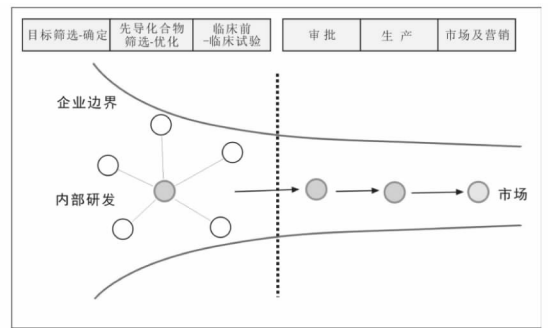 目标筛选-确定
先导化合物
筛选-优化
临床前
-临床试验
审批
生产
市场及营销
企业边界
内部研发
市场